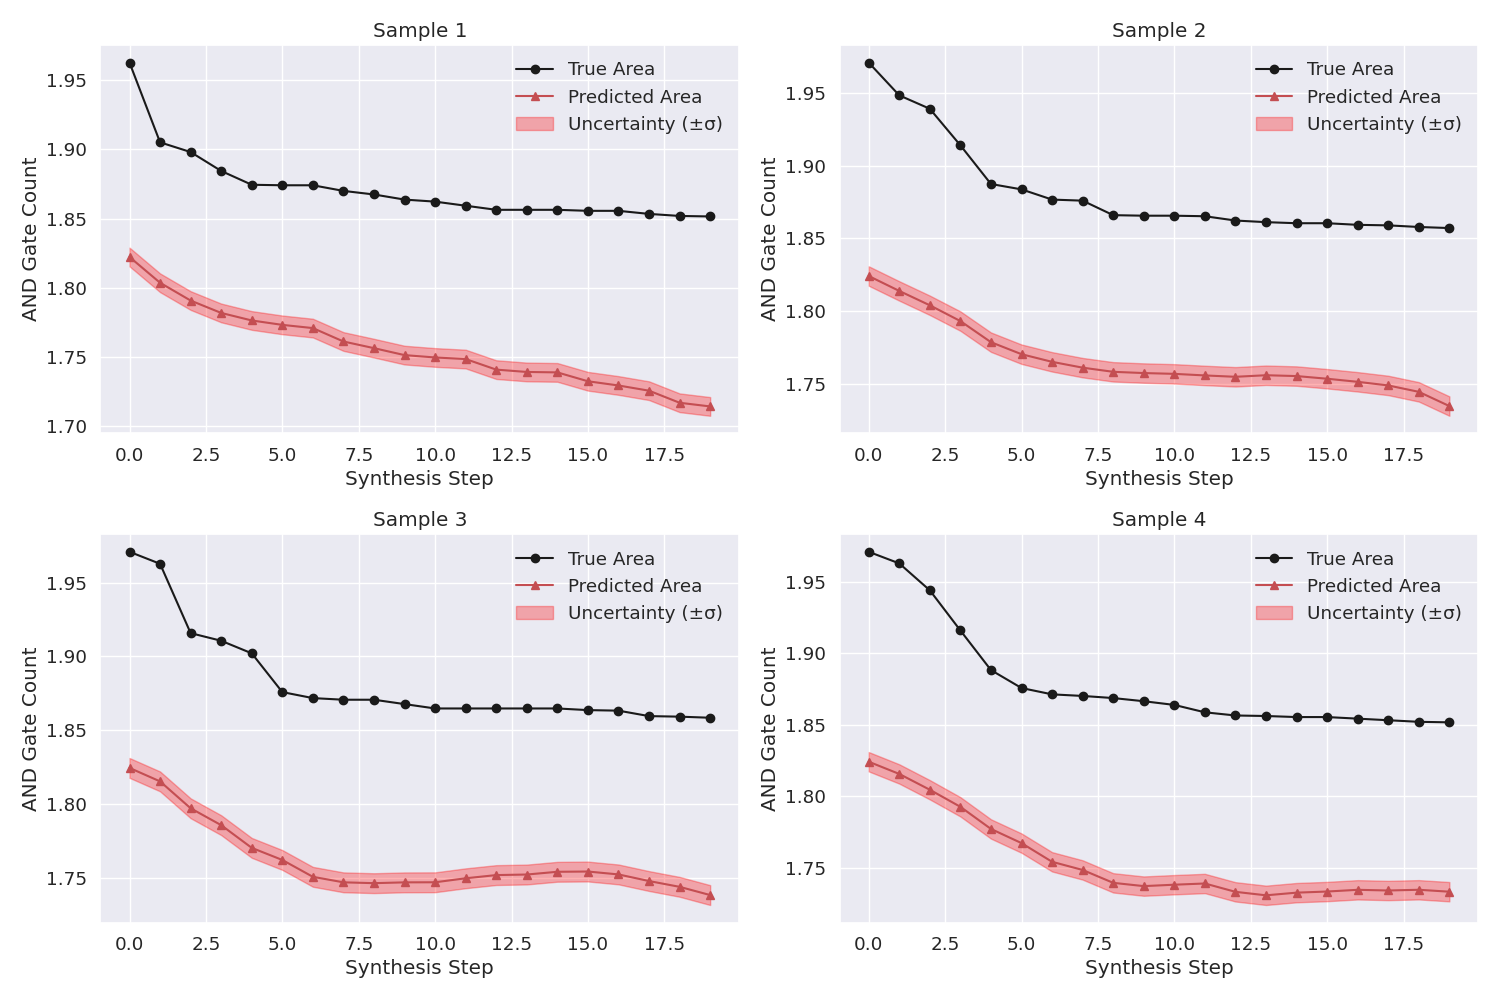 Sample 1
True Area
Predicted Area
Uncertainty (±σ)
AND Gate Count
1.95
1.90
1.85
1.80
1.75
1.70
0.0 2.5 5.0 7.5 10.0 12.5 15.0 17.5
Synthesis Step
Sample 2
True Area
Predicted Area
Uncertainty (±σ)
AND Gate Count
1.95
1.90
1.85
1.80
1.75
0.0 2.5 5.0 7.5 10.0 12.5 15.0 17.5
Synthesis Step
Sample 3
True Area
Predicted Area
Uncertainty (±σ)
AND Gate Count
1.95
1.90
1.85
1.80
1.75
0.0 2.5 5.0 7.5 10.0 12.5 15.0 17.5
Synthesis Step
Sample 4
True Area
Predicted Area
Uncertainty (±σ)
AND Gate Count
1.95
1.90
1.85
1.80
1.75
0.0 2.5 5.0 7.5 10.0 12.5 15.0 17.5
Synthesis Step